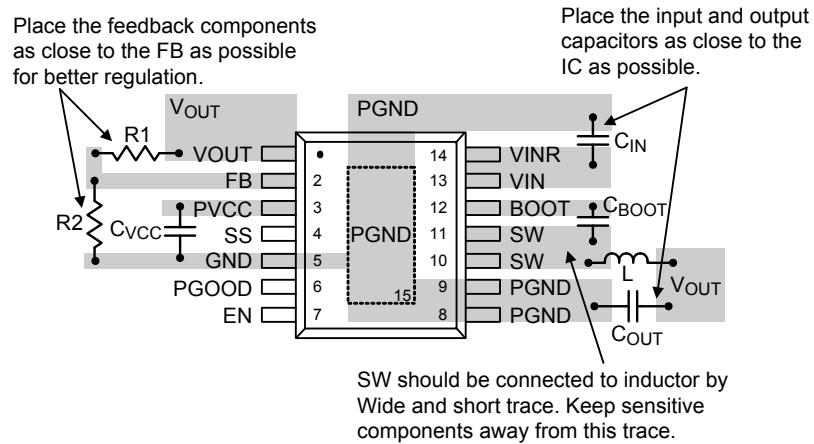 Place the feedback components
as close to the FB as possible
for better regulation.
Place the input and output
capacitors as close to the
IC as possible.
VOUT
PGND
R1
CIN
VOUT
14
VINR
FB
2
13
VIN
PVCC
3
12
BOOT
CBOOT
R2
CVCC
SS
4
PGND
11
SW
GND
5
10
SW
L
VOUT
PGOOD
6
15
9
PGND
EN
7
8
PGND
COUT
SW should be connected to inductor by
Wide and short trace. Keep sensitive
components away from this trace.